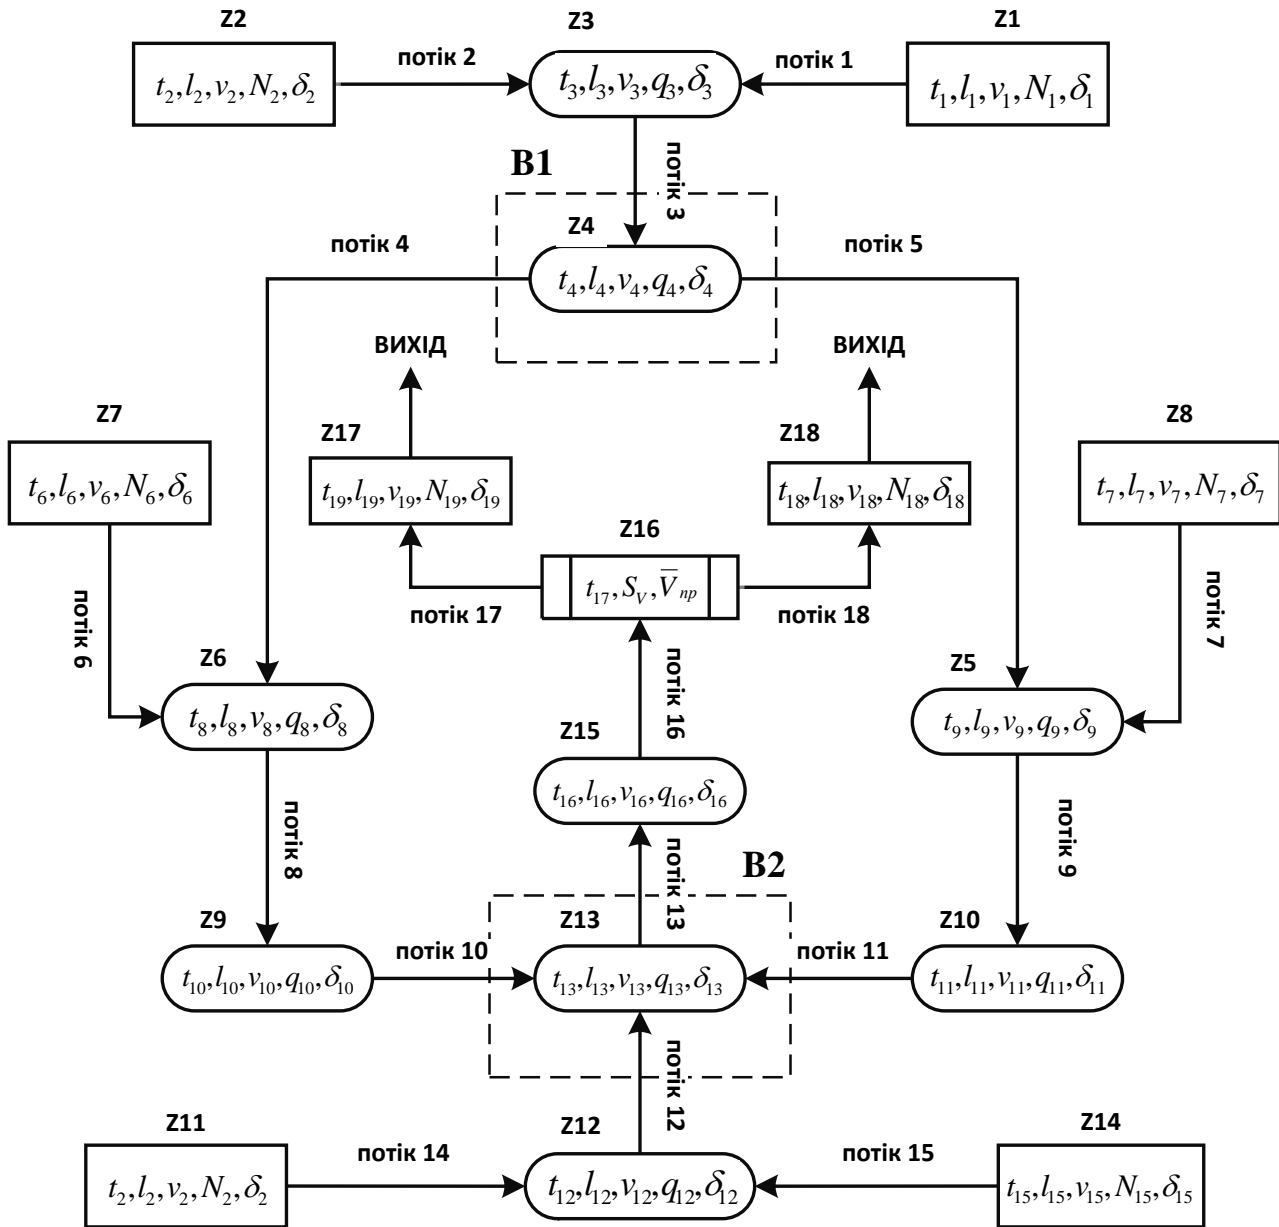 Z2
Z3
Z1
t₂, l₂, v₂, N₂, δ₂
потік 2
t₃, l₃, v₃, q₃, δ₃
потік 1
t₁, l₁, v₁, N₁, δ₁
потік 3
B1
Z4
потік 4
t₄, l₄, v₄, q₄, δ₄
потік 5
ВИХІД
ВИХІД
Z7
Z17
Z18
Z8
t₆, l₆, v₆, N₆, δ₆
t₁₉, l₁₉, v₁₉, N₁₉, δ₁₉
t₁₈, l₁₈, v₁₈, N₁₈, δ₁₈
t₇, l₇, v₇, N₇, δ₇
Z16
t₁₇, S_V, V̅_пр
потік 17
потік 18
потік 6
потік 7
Z6
Z5
t₈, l₈, v₈, q₈, δ₈
потік 16
t₉, l₉, v₉, q₉, δ₉
Z15
t₁₆, l₁₆, v₁₆, q₁₆, δ₁₆
потік 8
потік 9
потік 13
B2
Z9
Z13
Z10
потік 10
потік 11
t₁₀, l₁₀, v₁₀, q₁₀, δ₁₀
t₁₃, l₁₃, v₁₃, q₁₃, δ₁₃
t₁₁, l₁₁, v₁₁, q₁₁, δ₁₁
потік 12
Z11
Z12
Z14
потік 14
потік 15
t₂, l₂, v₂, N₂, δ₂
t₁₂, l₁₂, v₁₂, q₁₂, δ₁₂
t₁₅, l₁₅, v₁₅, N₁₅, δ₁₅